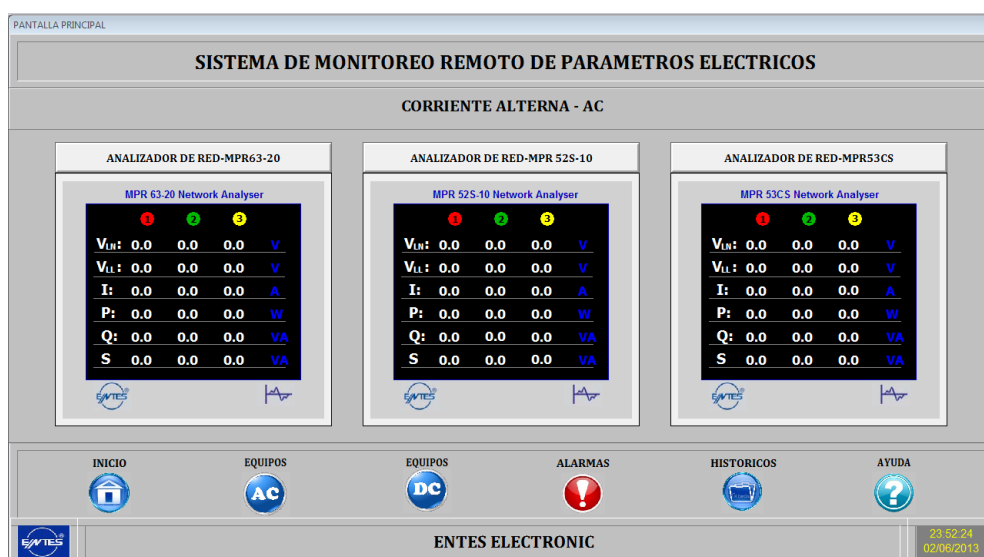 PANTALLA PRINCIPAL
SISTEMA DE MONITOREO REMOTO DE PARAMETROS ELECTRICOS
CORRIENTE ALTERNA - AC
ANALIZADOR DE RED-MPR63-20
MPR 63-20 Network Analyser
1 2 3
VLN: 0.0 0.0 0.0 V
VLL: 0.0 0.0 0.0 V
I: 0.0 0.0 0.0 A
P: 0.0 0.0 0.0 W
Q: 0.0 0.0 0.0 VA
S 0.0 0.0 0.0 VA
ENTES®
ANALIZADOR DE RED-MPR 52S-10
MPR 52S-10 Network Analyser
1 2 3
VLN: 0.0 0.0 0.0 V
VLL: 0.0 0.0 0.0 V
I: 0.0 0.0 0.0 A
P: 0.0 0.0 0.0 W
Q: 0.0 0.0 0.0 VA
S 0.0 0.0 0.0 VA
ENTES®
ANALIZADOR DE RED-MPR53CS
MPR 53CS Network Analyser
1 2 3
VLN: 0.0 0.0 0.0 V
VLL: 0.0 0.0 0.0 V
I: 0.0 0.0 0.0 A
P: 0.0 0.0 0.0 W
Q: 0.0 0.0 0.0 VA
S 0.0 0.0 0.0 VA
ENTES®
INICIO EQUIPOS EQUIPOS ALARMAS HISTORICOS AYUDA
AC DC ! ?
ENTES® ENTES ELECTRONIC 23:52:24
02/06/2013